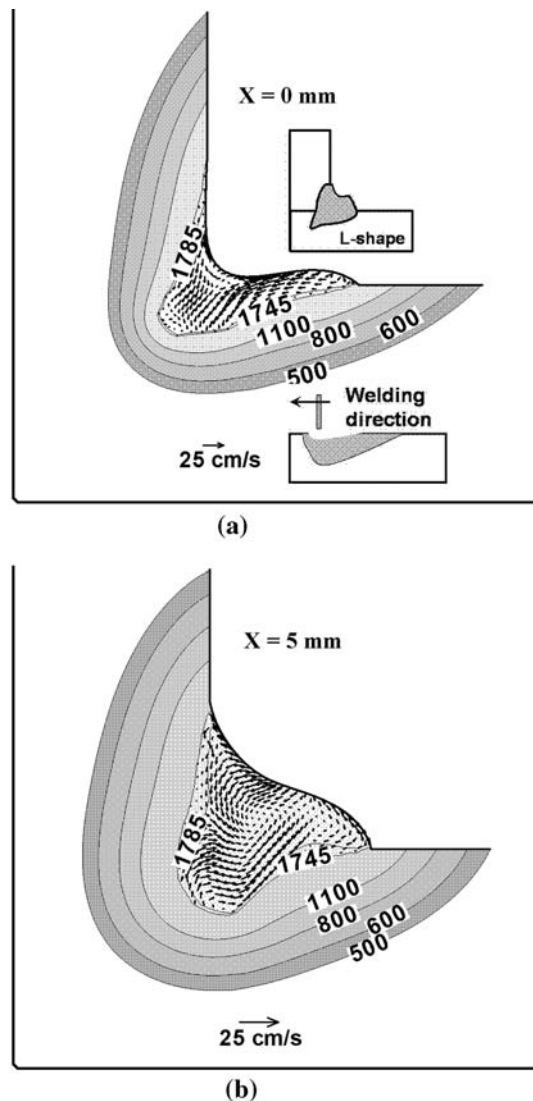 X = 0 mm
L-shape
1785
1745
1100
800
600
500
Welding
direction
25 cm/s
(a)
X = 5 mm
1785
1745
1100
800
600
500
25 cm/s
(b)